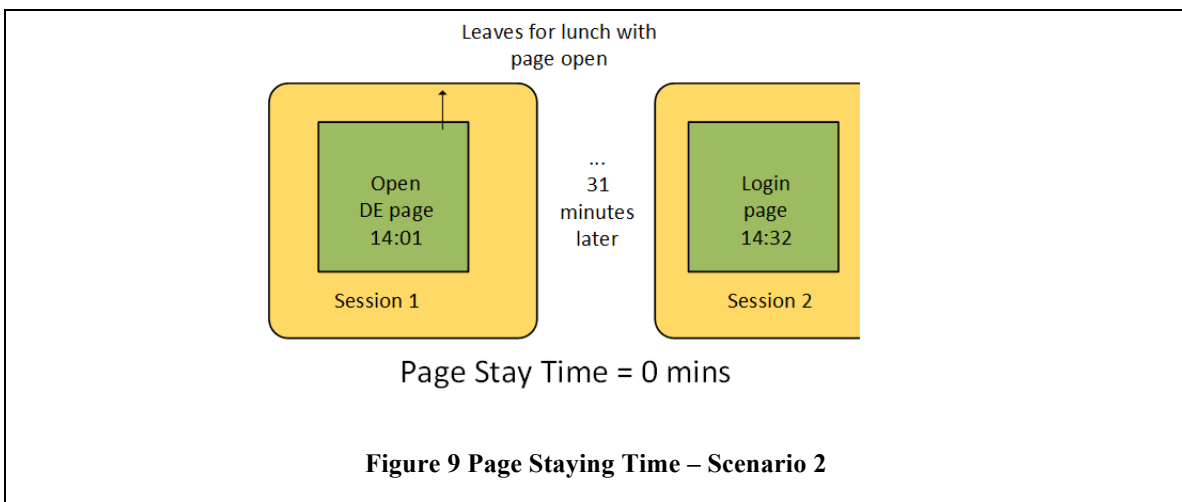 Leaves for lunch with
page open
Open
DE page
14:01
Session 1
...
31
minutes
later
Login
page
14:32
Session 2
Page Stay Time = 0 mins
Figure 9 Page Staying Time – Scenario 2